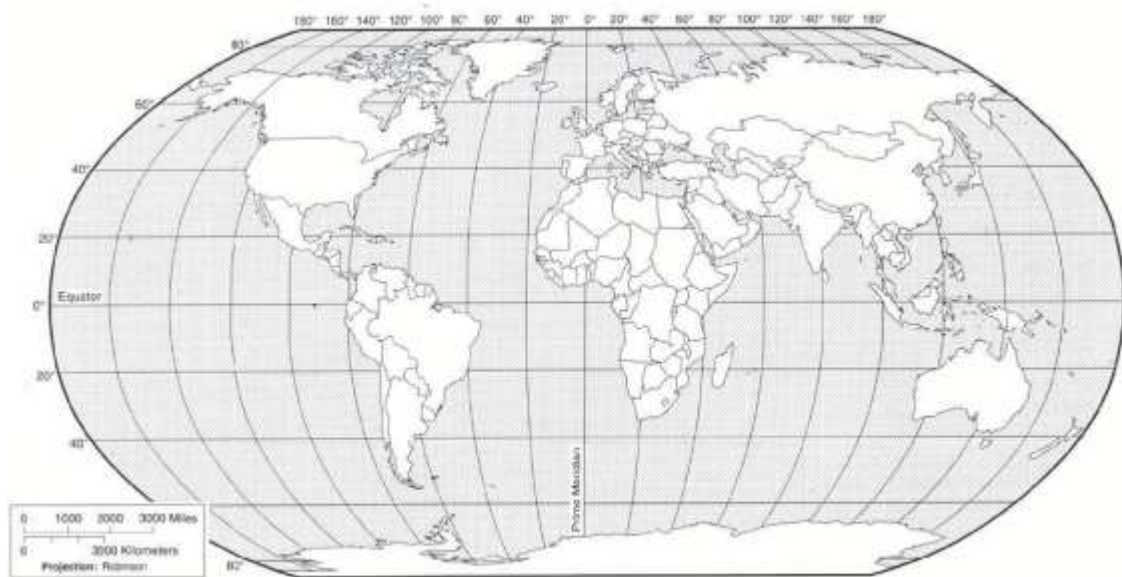 180° 160° 140° 120° 100° 80° 60° 40° 20° 0° 20° 40° 60° 80° 100° 120° 140° 160° 180°
80°
60°
40°
20°
Equator
0°
20°
40°
Prime Meridian
0 1000 2000 3000 Miles
0 3000 Kilometers
Projection: Robinson
80°